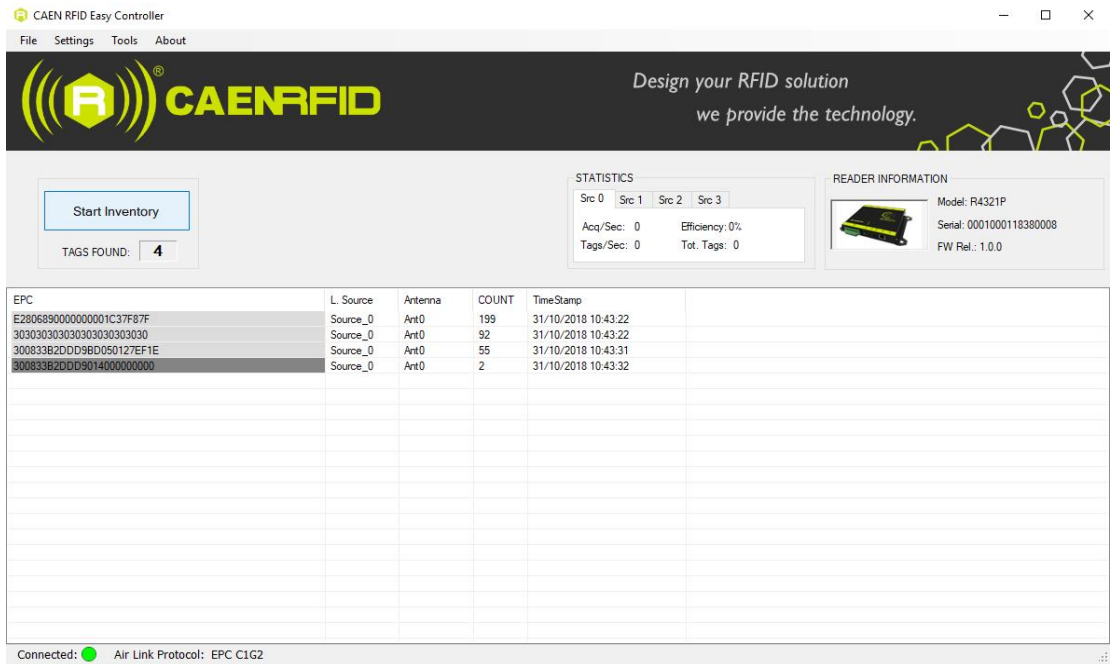 CAEN RFID Easy Controller
File Settings Tools About
CAENRFID®
Design your RFID solution
we provide the technology.
Start Inventory
TAGS FOUND: 4
STATISTICS
Src 0 Src 1 Src 2 Src 3
Acq/Sec: 0 Efficiency: 0%
Tags/Sec: 0 Tot. Tags: 0
READER INFORMATION
Model: R4321P
Serial: 0001000118380008
FW Rel.: 1.0.0
EPC L. Source Antenna COUNT TimeStamp
E2806890000000001C37F87F Source_0 Ant0 199 31/10/2018 10:43:22
303030303030303030303030 Source_0 Ant0 92 31/10/2018 10:43:22
300833B2DDD9BD050127EF1E Source_0 Ant0 55 31/10/2018 10:43:31
300833B2DDD9014000000000 Source_0 Ant0 2 31/10/2018 10:43:32
Connected: Air Link Protocol: EPC C1G2